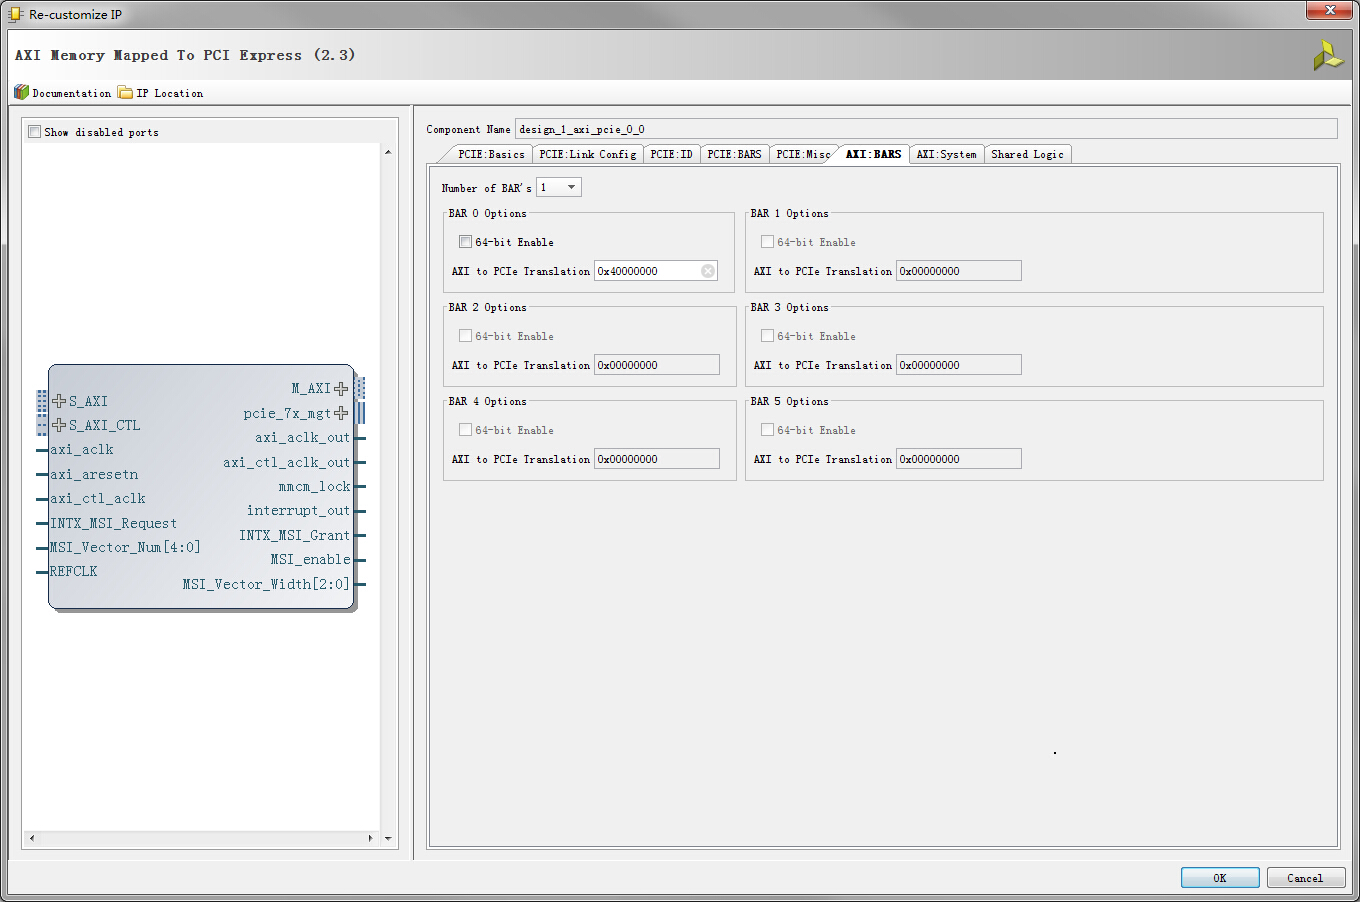 Re-customize IP
AXI Memory Mapped To PCI Express (2.3)
Documentation IP Location
Show disabled ports
S_AXI
S_AXI_CTL
axi_aclk
axi_aresetn
axi_ctl_aclk
INTX_MSI_Request
MSI_Vector_Num[4:0]
REFCLK
M_AXI
pcie_7x_mgt
axi_aclk_out
axi_ctl_aclk_out
mmcm_lock
interrupt_out
INTX_MSI_Grant
MSI_enable
MSI_Vector_Width[2:0]
Component Name design_1_axi_pcie_0_0
PCIE:Basics PCIE:Link Config PCIE:ID PCIE:BARS PCIE:Misc AXI:BARS AXI:System Shared Logic
Number of BAR's 1
BAR 0 Options
64-bit Enable
AXI to PCIe Translation 0x40000000
BAR 1 Options
64-bit Enable
AXI to PCIe Translation 0x00000000
BAR 2 Options
64-bit Enable
AXI to PCIe Translation 0x00000000
BAR 3 Options
64-bit Enable
AXI to PCIe Translation 0x00000000
BAR 4 Options
64-bit Enable
AXI to PCIe Translation 0x00000000
BAR 5 Options
64-bit Enable
AXI to PCIe Translation 0x00000000
OK Cancel